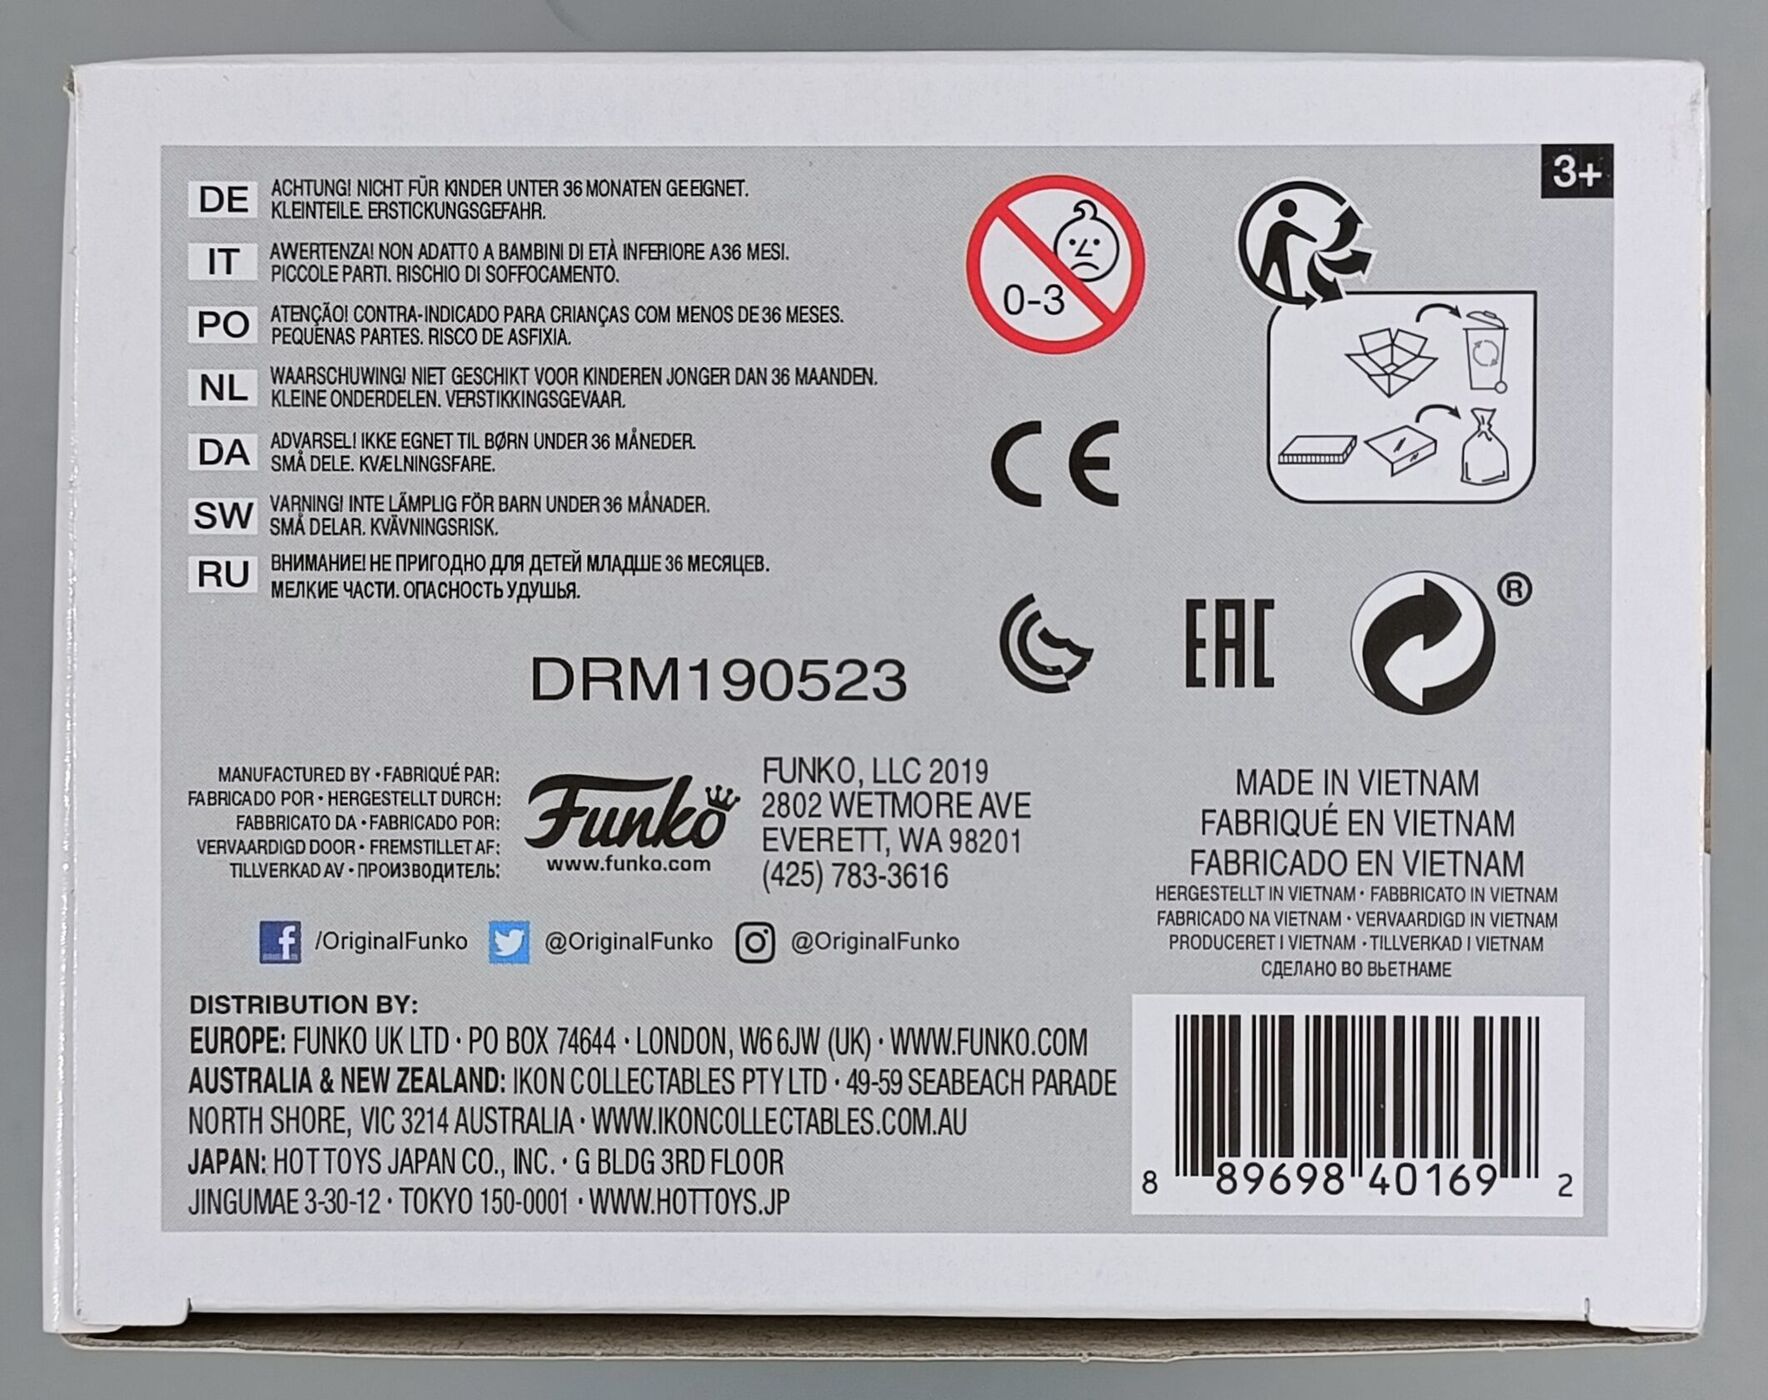 3+
DE
ACHTUNG! NICHT FÜR KINDER UNTER 36 MONATEN GEEIGNET.
KLEINTEILE. ERSTICKUNGSGEFAHR.
IT
AWERTENZA! NON ADATTO A BAMBINI DI ETÀ INFERIORE A 36 MESI.
PICCOLE PARTI. RISCHIO DI SOFFOCAMENTO.
PO
ATENÇÃO! CONTRA-INDICADO PARA CRIANÇAS COM MENOS DE 36 MESES.
PEQUENAS PARTES. RISCO DE ASFIXIA.
NL
WAARSCHUWING! NIET GESCHIKT VOOR KINDEREN JONGER DAN 36 MAANDEN.
KLEINE ONDERDELEN. VERSTIKKINGSGEVAAR.
DA
ADVARSEL! IKKE EGNET TIL BØRN UNDER 36 MÅNEDER.
SMÅ DELE. KVÆLNINGSFARE.
SW
VARNING! INTE LÄMPLIG FÖR BARN UNDER 36 MÅNADER.
SMÅ DELAR. KVÄVNINGSRISK.
RU
ВНИМАНИЕ! НЕ ПРИГОДНО ДЛЯ ДЕТЕЙ МЛАДШЕ 36 МЕСЯЦЕВ.
МЕЛКИЕ ЧАСТИ. ОПАСНОСТЬ УДУШЬЯ.
0-3
CE
EAC
®
DRM190523
MANUFACTURED BY • FABRIQUÉ PAR:
FABRICADO POR • HERGESTELLT DURCH:
FABBRICATO DA • FABRICADO POR:
VERVAARDIGD DOOR • FREMSTILLET AF:
TILLVERKAD AV • ПРОИЗВОДИТЕЛЬ:
Funko
www.funko.com
FUNKO, LLC 2019
2802 WETMORE AVE
EVERETT, WA 98201
(425) 783-3616
MADE IN VIETNAM
FABRIQUÉ EN VIETNAM
FABRICADO EN VIETNAM
HERGESTELLT IN VIETNAM • FABBRICATO IN VIETNAM
FABRICADO NA VIETNAM • VERVAARDIGD IN VIETNAM
PRODUCERET I VIETNAM • TILLVERKAD I VIETNAM
СДЕЛАНО ВО ВЬЕТНАМЕ
/OriginalFunko @OriginalFunko @OriginalFunko
DISTRIBUTION BY:
EUROPE: FUNKO UK LTD • PO BOX 74644 • LONDON, W6 6JW (UK) • WWW.FUNKO.COM
AUSTRALIA & NEW ZEALAND: IKON COLLECTABLES PTY LTD • 49-59 SEABEACH PARADE
NORTH SHORE, VIC 3214 AUSTRALIA • WWW.IKONCOLLECTABLES.COM.AU
JAPAN: HOT TOYS JAPAN CO., INC. • G BLDG 3RD FLOOR
JINGUMAE 3-30-12 • TOKYO 150-0001 • WWW.HOTTOYS.JP
8 89698 40169 2